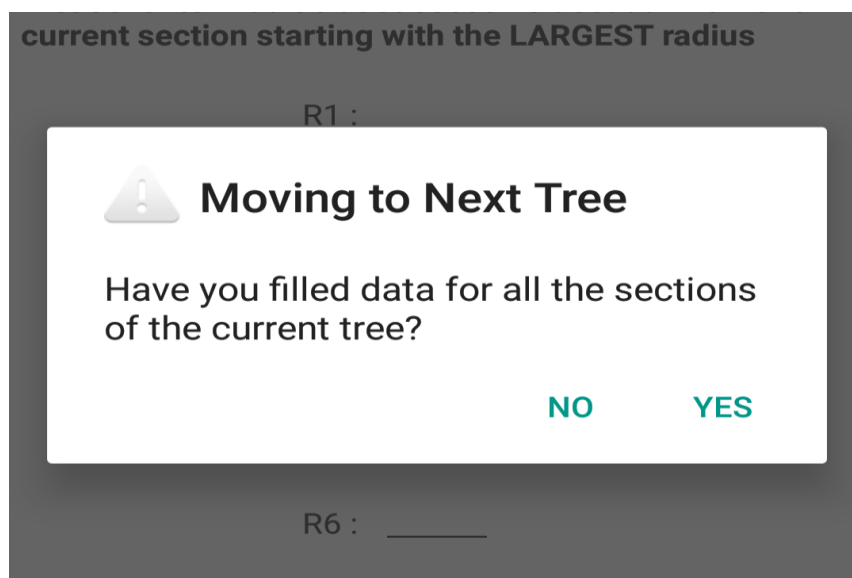 current section starting with the LARGEST radius
R1 :
Moving to Next Tree
Have you filled data for all the sections
of the current tree?
NO YES
R6 :